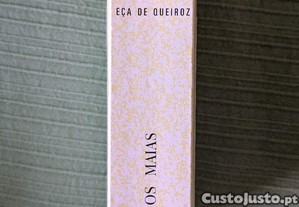 EÇA DE QUEIROZ
OS MAIAS
CustoJusto.pt